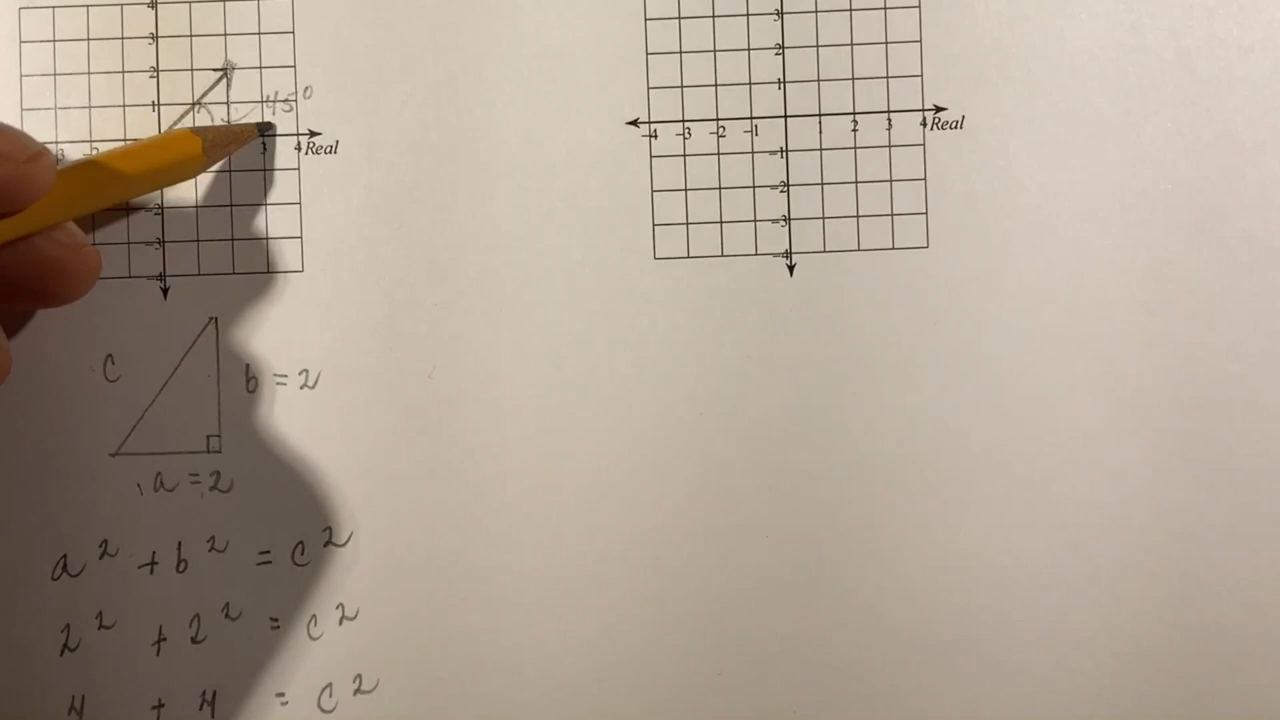 4
3
2
1
45°
3
4 Real
-2
-3
-4
3
2
1
-4 -3 -2 -1 1 2 3 4 Real
-1
-2
-3
-4
c
b = 2
a = 2
a² + b² = c²
2² + 2² = c²
4 + 4 = c²